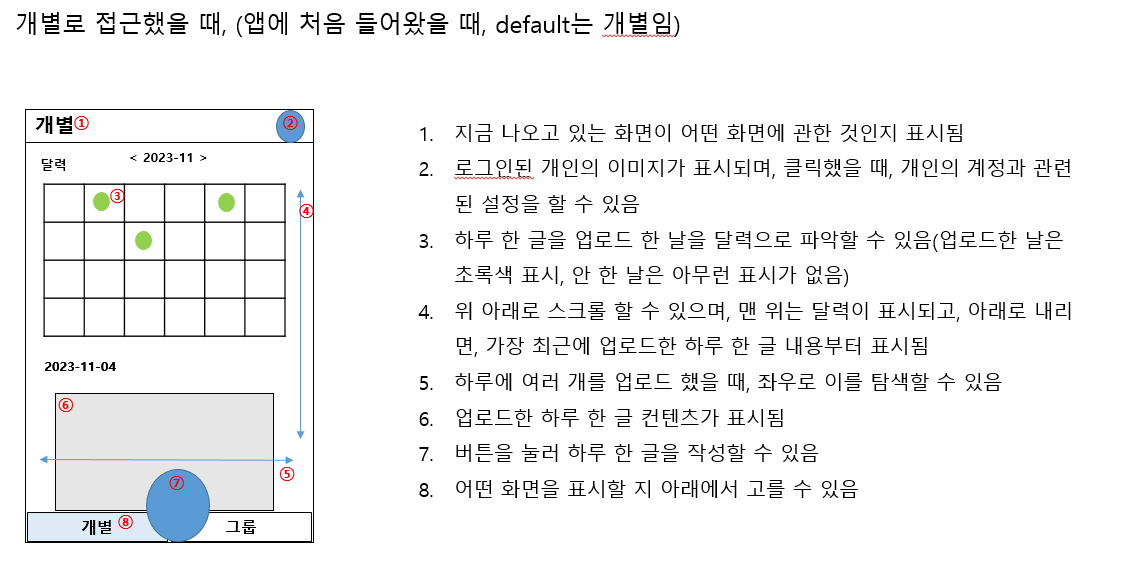 개별로 접근했을 때, (앱에 처음 들어왔을 때, default는 개별임)
개별①
②
달력
< 2023-11 >
③
④
2023-11-04
⑥
⑤
⑦
개별 ⑧
그룹
1. 지금 나오고 있는 화면이 어떤 화면에 관한 것인지 표시됨
2. 로그인된 개인의 이미지가 표시되며, 클릭했을 때, 개인의 계정과 관련
된 설정을 할 수 있음
3. 하루 한 글을 업로드 한 날을 달력으로 파악할 수 있음(업로드한 날은
초록색 표시, 안 한 날은 아무런 표시가 없음)
4. 위 아래로 스크롤 할 수 있으며, 맨 위는 달력이 표시되고, 아래로 내리
면, 가장 최근에 업로드한 하루 한 글 내용부터 표시됨
5. 하루에 여러 개를 업로드 했을 때, 좌우로 이를 탐색할 수 있음
6. 업로드한 하루 한 글 컨텐츠가 표시됨
7. 버튼을 눌러 하루 한 글을 작성할 수 있음
8. 어떤 화면을 표시할 지 아래에서 고를 수 있음